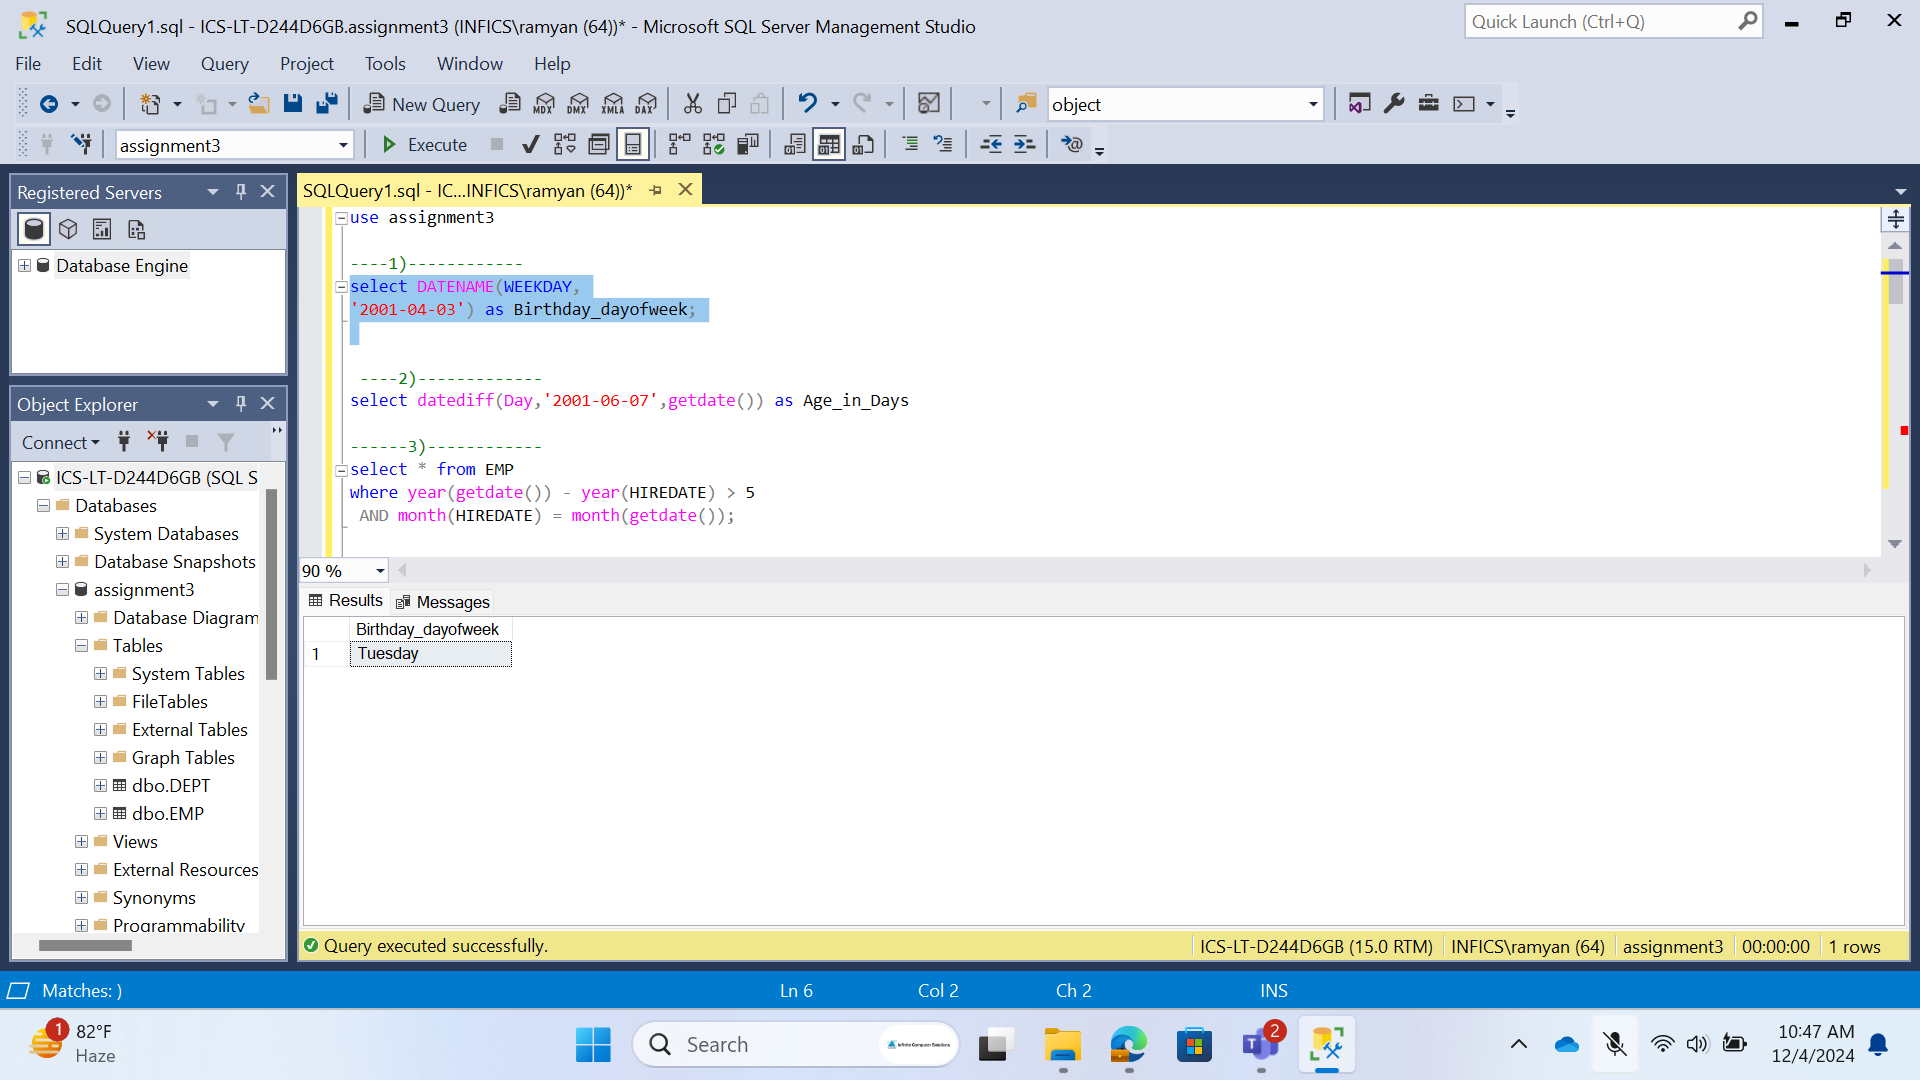 SQLQuery1.sql - ICS-LT-D244D6GB.assignment3 (INFICS\ramyan (64))* - Microsoft SQL Server Management Studio
Quick Launch (Ctrl+Q)
File Edit View Query Project Tools Window Help
New Query MDX DMX XMLA DAX object
assignment3 Execute
Registered Servers
Database Engine
Object Explorer
Connect
ICS-LT-D244D6GB (SQL S
Databases
System Databases
Database Snapshots
assignment3
Database Diagram
Tables
System Tables
FileTables
External Tables
Graph Tables
dbo.DEPT
dbo.EMP
Views
External Resources
Synonyms
Programmability
SQLQuery1.sql - IC...INFICS\ramyan (64))*
use assignment3
----1)------------
select DATENAME(WEEKDAY,
'2001-04-03') as Birthday_dayofweek;
----2)-------------
select datediff(Day,'2001-06-07',getdate()) as Age_in_Days
------3)------------
select * from EMP
where year(getdate()) - year(HIREDATE) > 5
AND month(HIREDATE) = month(getdate());
90 %
Results Messages
Birthday_dayofweek
1 Tuesday
Query executed successfully. ICS-LT-D244D6GB (15.0 RTM) INFICS\ramyan (64) assignment3 00:00:00 1 rows
Matches: ) Ln 6 Col 2 Ch 2 INS
1 82°F
Haze
Search
Infinite Computer Solutions
2
10:47 AM
12/4/2024